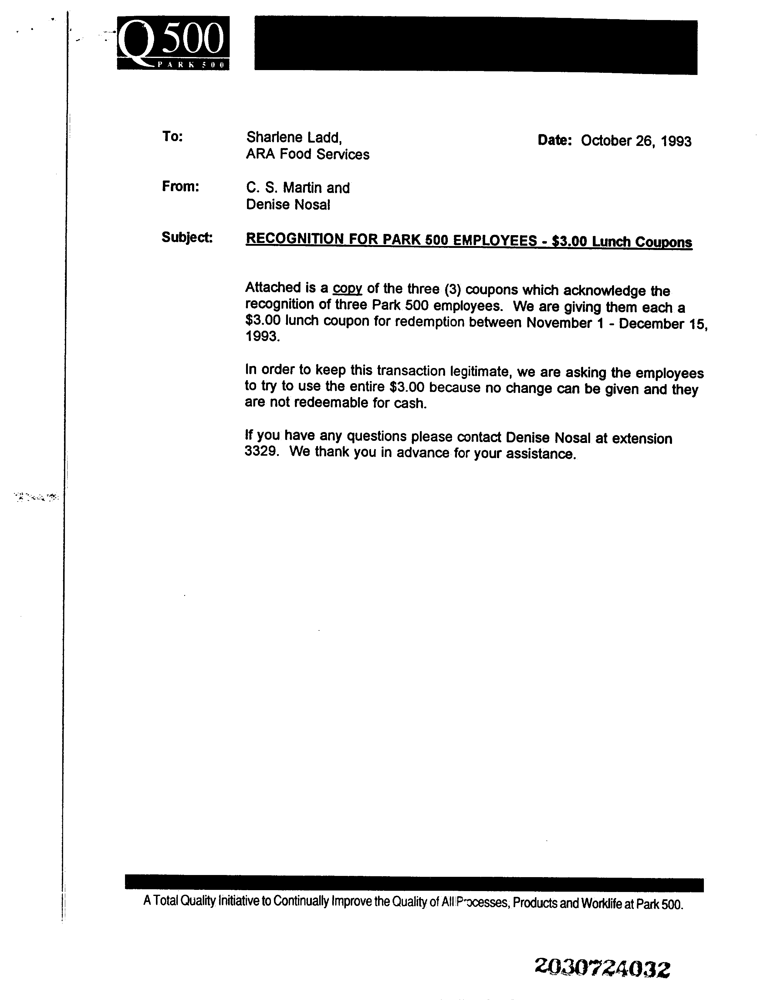 Q500
PARK 500
To: Sharlene Ladd, Date: October 26, 1993
ARA Food Services
From: C. S. Martin and
Denise Nosal
Subject: RECOGNITION FOR PARK 500 EMPLOYEES - $3.00 Lunch Coupons
Attached is a copy of the three (3) coupons which acknowledge the
recognition of three Park 500 employees. We are giving them each a
$3.00 lunch coupon for redemption between November 1 - December 15,
1993.
In order to keep this transaction legitimate, we are asking the employees
to try to use the entire $3.00 because no change can be given and they
are not redeemable for cash.
If you have any questions please contact Denise Nosal at extension
3329. We thank you in advance for your assistance.
A Total Quality Initiative to Continually Improve the Quality of All Processes, Products and Worklife at Park 500.
2030724032